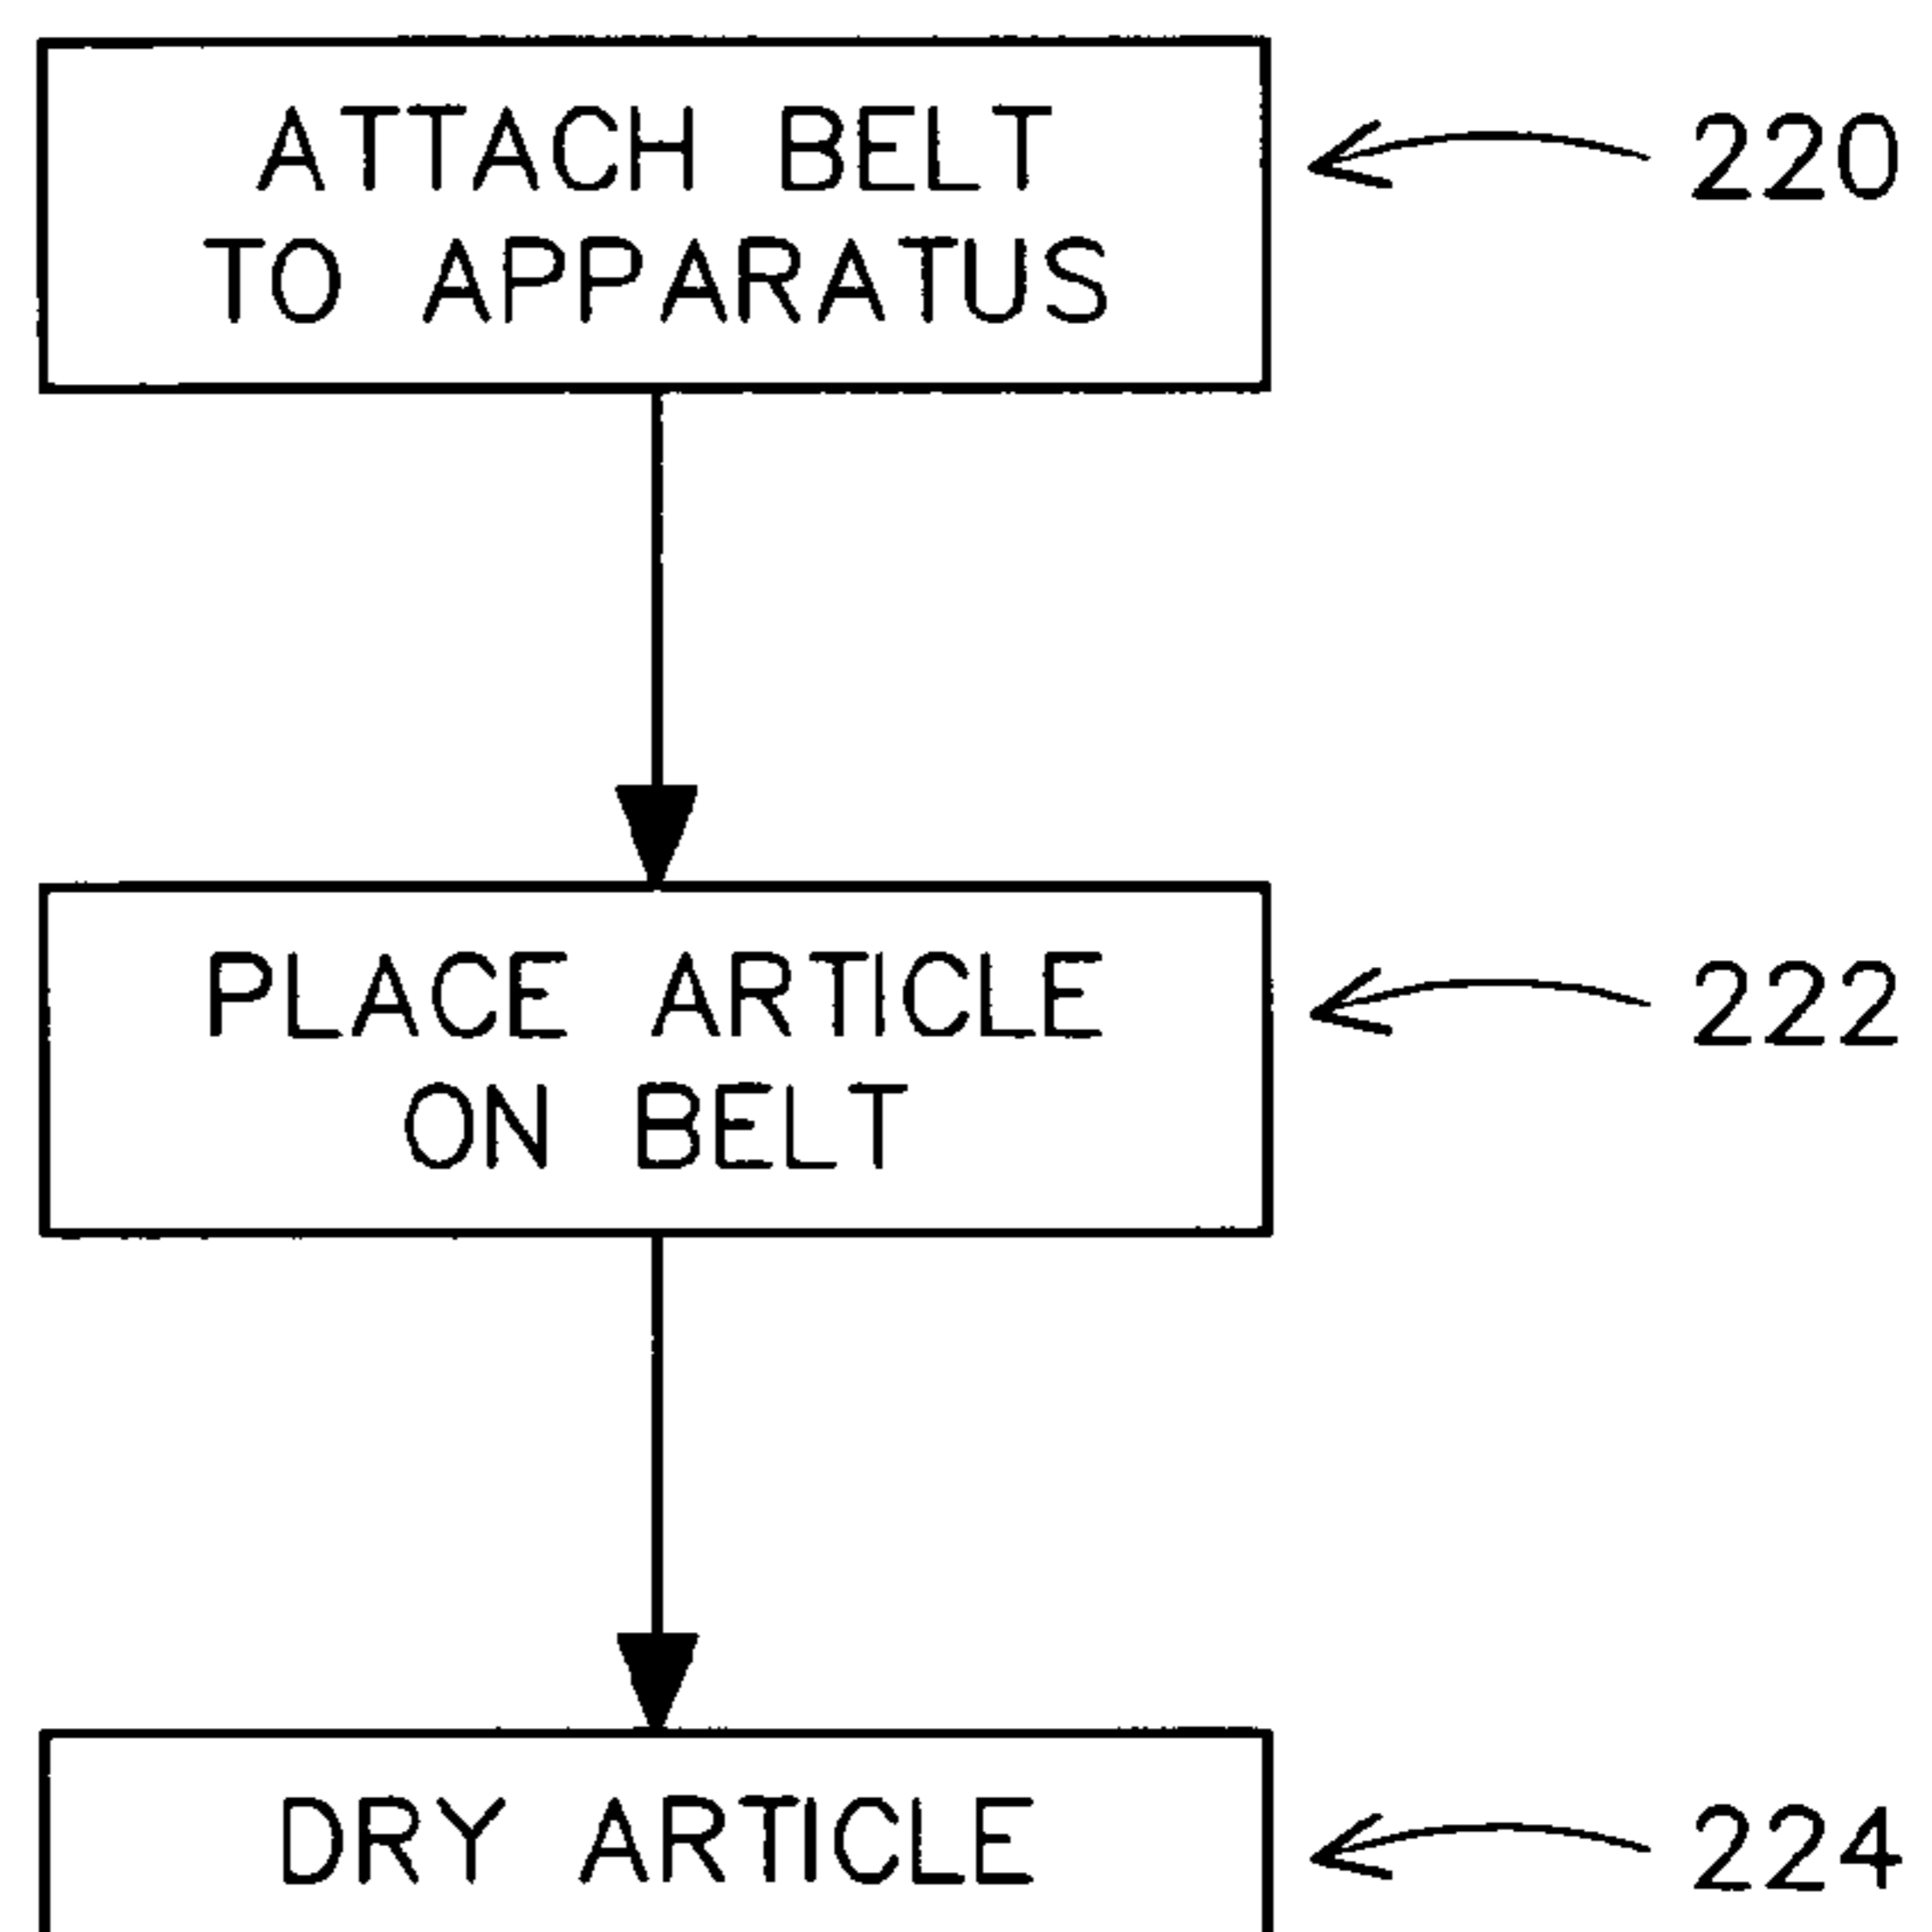 ATTACH BELT
TO APPARATUS
220
PLACE ARTICLE
ON BELT
222
DRY ARTICLE
224